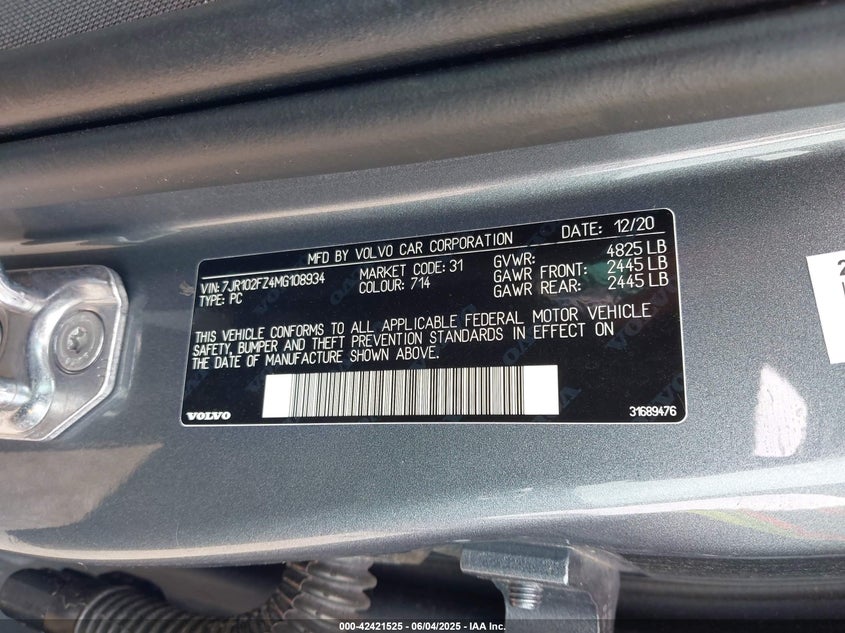 MFD BY VOLVO CAR CORPORATION DATE: 12/20
VIN: 7JR102FZ4MG108934 MARKET CODE: 31 GVWR: 4825 LB
TYPE: PC COLOUR: 714 GAWR FRONT: 2445 LB
GAWR REAR: 2445 LB
THIS VEHICLE CONFORMS TO ALL APPLICABLE FEDERAL MOTOR VEHICLE
SAFETY, BUMPER AND THEFT PREVENTION STANDARDS IN EFFECT ON
THE DATE OF MANUFACTURE SHOWN ABOVE.
VOLVO 31689476
000-42421525 - 06/04/2025 - IAA Inc.